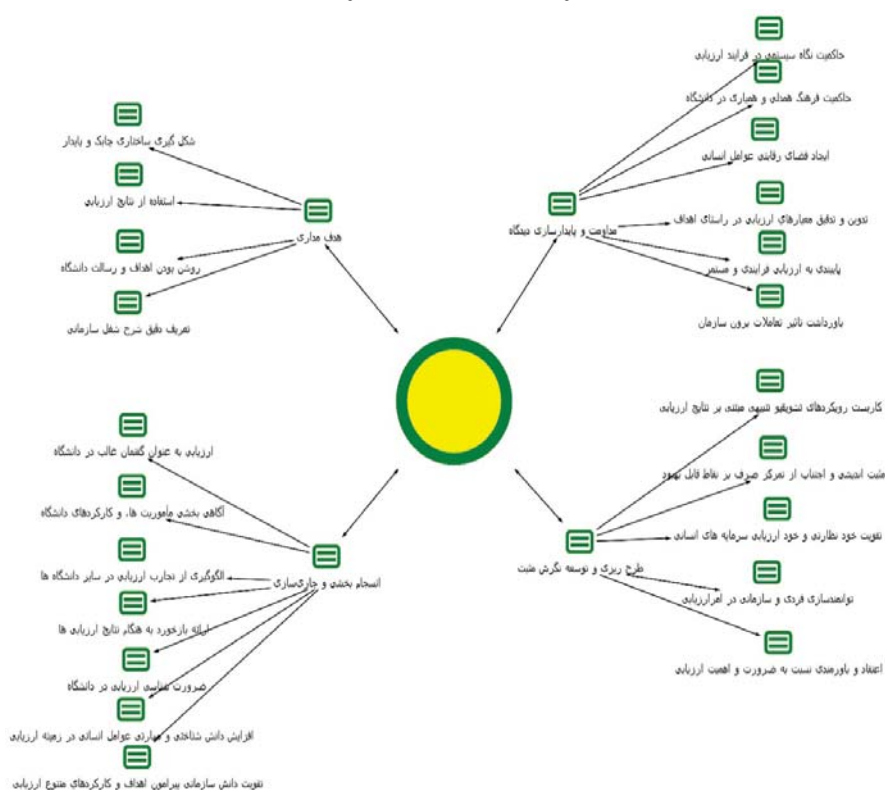 حاکمیت نگاه سیستمی در فرایند ارزیابی
حاکمیت فرهنگ همدلی و همیاری در دانشگاه
ایجاد فضای رقابتی عوامل انسانی
تدوین و تدقیق معیارهای ارزیابی در راستای اهداف
پایبندی به ارزیابی فرایندی و مستمر
باورداشت تاثیر تعاملات برون سازمان
مداومت و پایدارسازی دیدگاه
شکل گیری ساختاری چابک و پایدار
استفاده از نتایج ارزیابی
روشن بودن اهداف و رسالت دانشگاه
تعریف دقیق شرح شغل سازمانی
هدف مداری
کاربست رویکردهای تشویقیو تنبیهی مبتنی بر نتایج ارزیابی
مثبت اندیشی و اجتناب از تمرکز صرف بر نقاط قابل بهبود
تقویت خود نظارتی و خود ارزیابی سرمایه های انسانی
توانمندسازی فردی و سازمانی در امرارزیابی
اعتقاد و باورمندی نسبت به ضرورت و اهمیت ارزیابی
طرح ریزی و توسعه نگرش مثبت
ارزیابی به عنوان گفتمان غالب در دانشگاه
آگاهی بخشی مأموریت ها، و کارکردهای دانشگاه
الگوگیری از تجارب ارزیابی در سایر دانشگاه ها
ارائه بازخورد به هنگام نتایج ارزیابی ها
ضرورت شناسی ارزیابی در دانشگاه
افزایش دانش شناختی و مهارتی عوامل انسانی در زمینه ارزیابی
تقویت دانش سازمانی پیرامون اهداف و کارکردهای متنوع ارزیابی
انسجام بخشی و جاری‌سازی